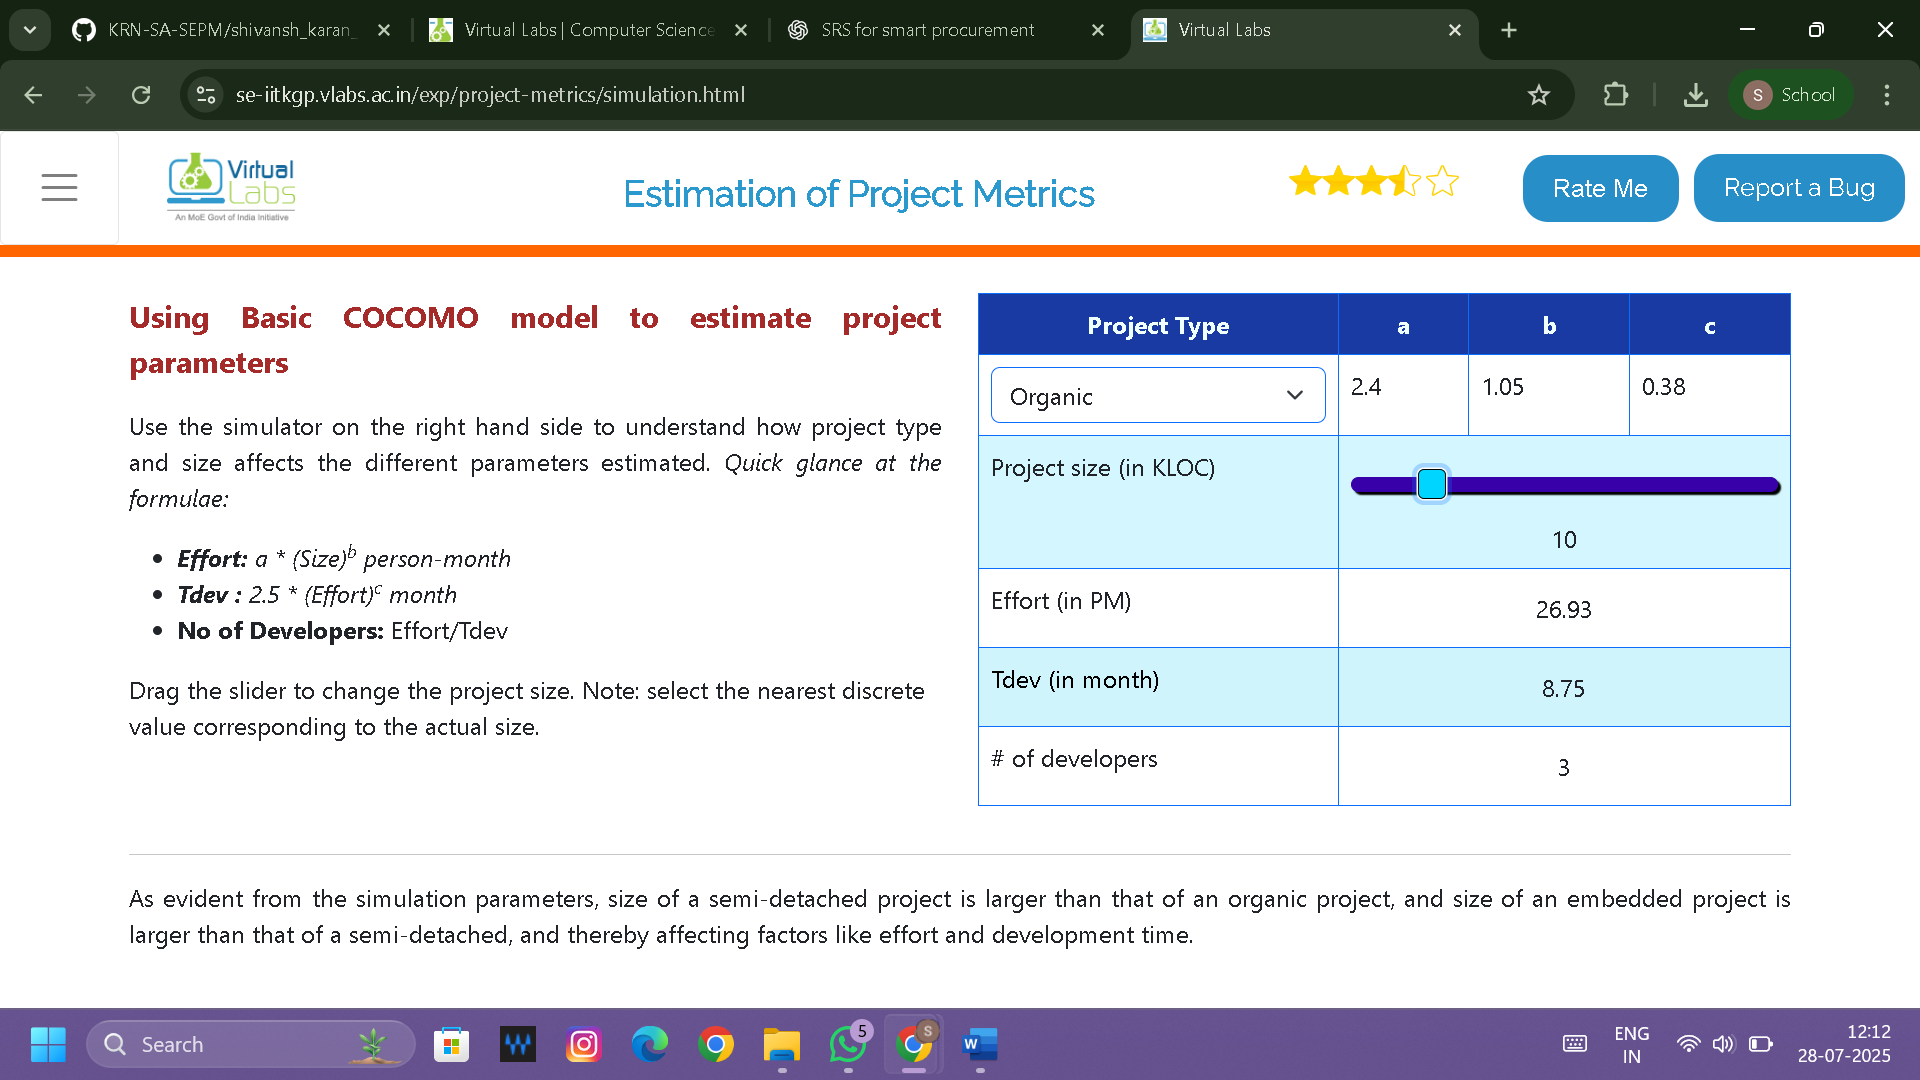 KRN-SA-SEPM/shivansh_karan_
Virtual Labs | Computer Science
SRS for smart procurement
Virtual Labs
se-iitkgp.vlabs.ac.in/exp/project-metrics/simulation.html
S
School
Virtual
Labs
An MoE Govt of India Initiative
Estimation of Project Metrics
Rate Me
Report a Bug
Using Basic COCOMO model to estimate project
parameters
Use the simulator on the right hand side to understand how project type
and size affects the different parameters estimated. Quick glance at the
formulae:
• Effort: a * (Size)^b person-month
• Tdev : 2.5 * (Effort)^c month
• No of Developers: Effort/Tdev
Drag the slider to change the project size. Note: select the nearest discrete
value corresponding to the actual size.
Project Type a b c
Organic 2.4 1.05 0.38
Project size (in KLOC)
10
Effort (in PM)
26.93
Tdev (in month)
8.75
# of developers
3
As evident from the simulation parameters, size of a semi-detached project is larger than that of an organic project, and size of an embedded project is
larger than that of a semi-detached, and thereby affecting factors like effort and development time.
Search
5
S
W
ENG
IN
12:12
28-07-2025